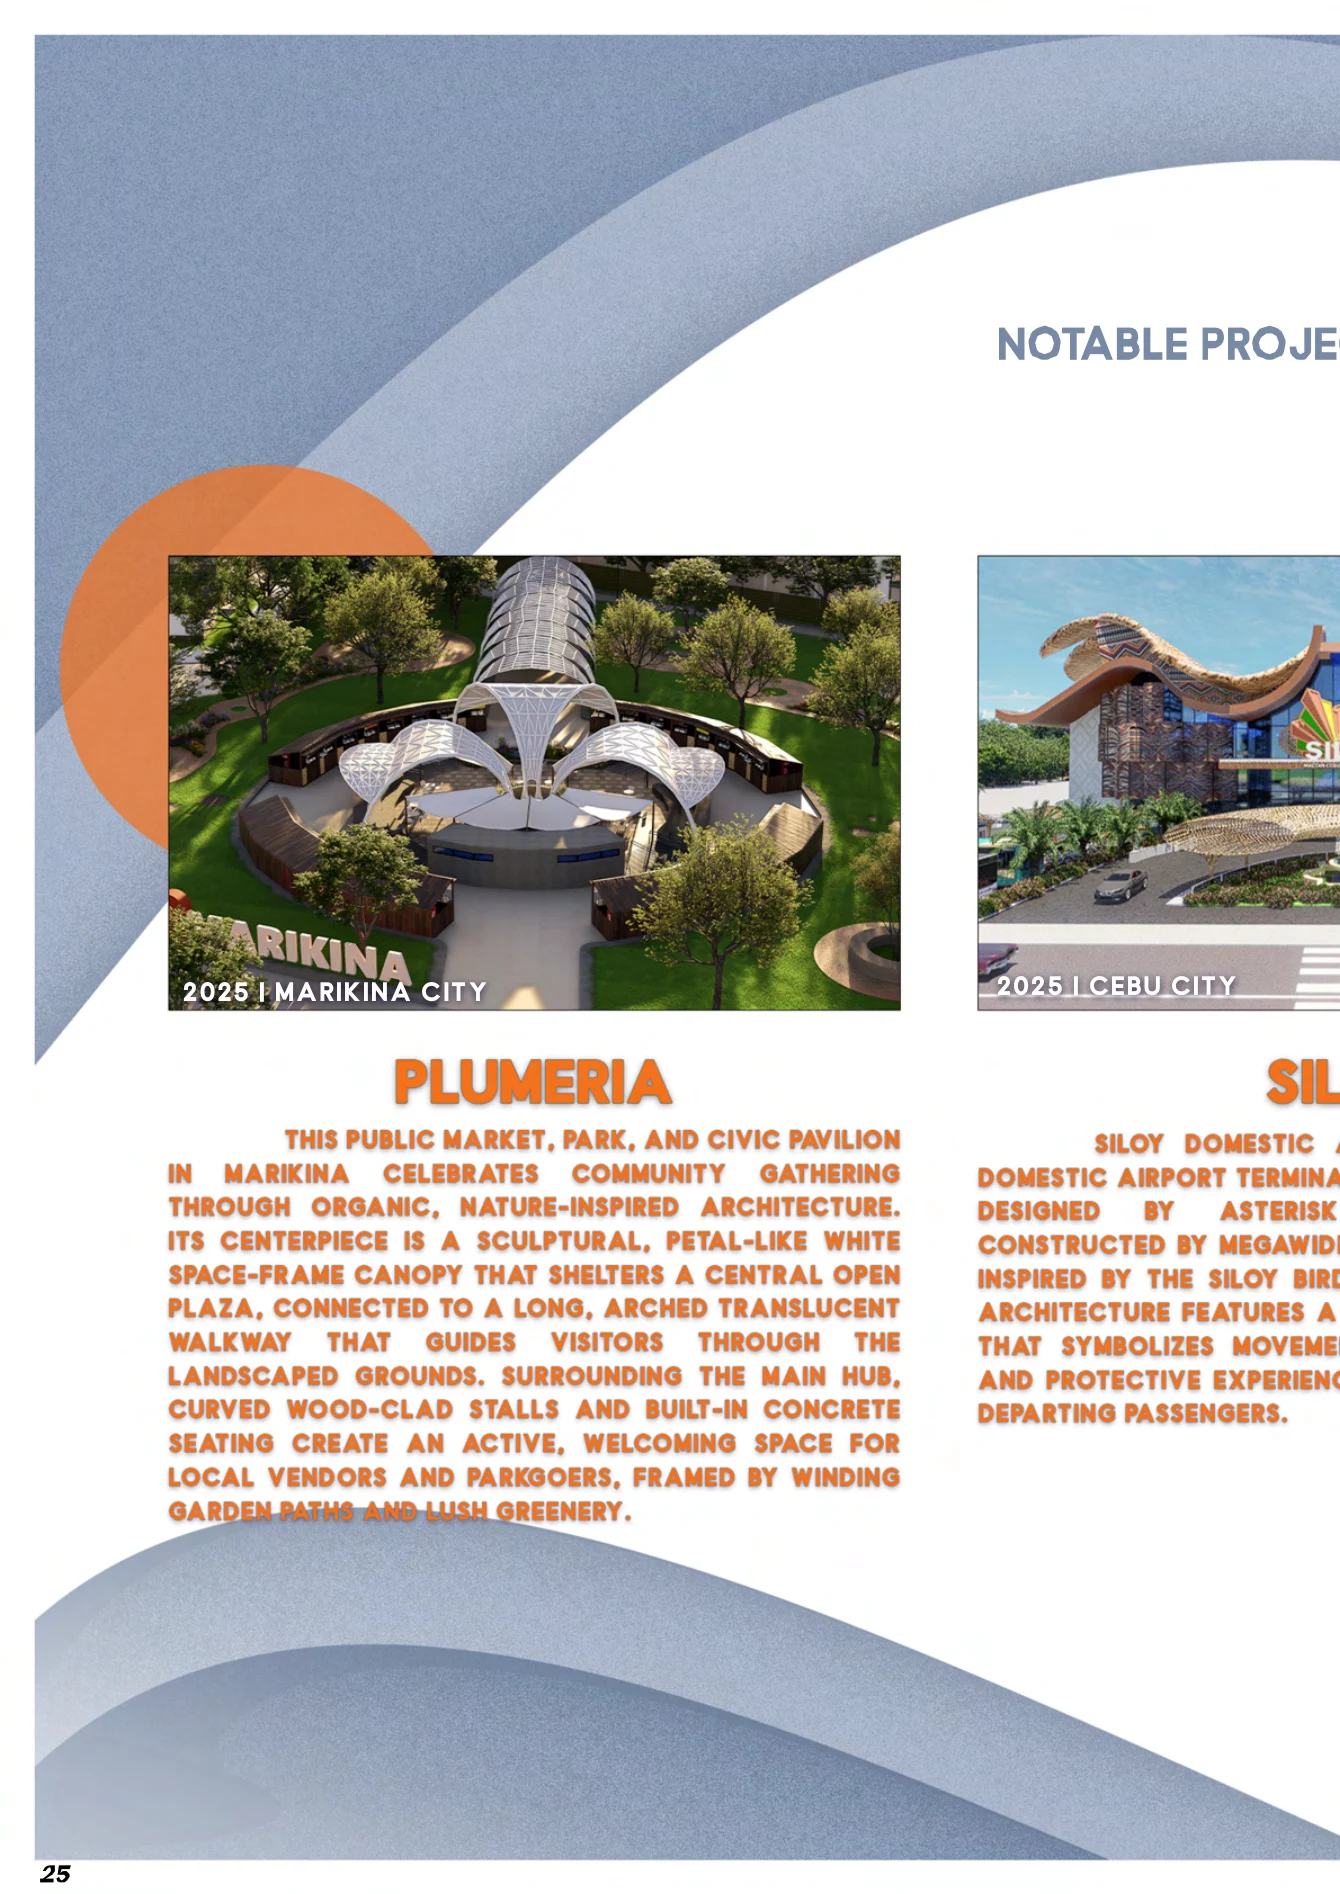 NOTABLE PROJE
MARIKINA
2025 | MARIKINA CITY
2025 | CEBU CITY
PLUMERIA
THIS PUBLIC MARKET, PARK, AND CIVIC PAVILION
IN MARIKINA CELEBRATES COMMUNITY GATHERING
THROUGH ORGANIC, NATURE-INSPIRED ARCHITECTURE.
ITS CENTERPIECE IS A SCULPTURAL, PETAL-LIKE WHITE
SPACE-FRAME CANOPY THAT SHELTERS A CENTRAL OPEN
PLAZA, CONNECTED TO A LONG, ARCHED TRANSLUCENT
WALKWAY THAT GUIDES VISITORS THROUGH THE
LANDSCAPED GROUNDS. SURROUNDING THE MAIN HUB,
CURVED WOOD-CLAD STALLS AND BUILT-IN CONCRETE
SEATING CREATE AN ACTIVE, WELCOMING SPACE FOR
LOCAL VENDORS AND PARKGOERS, FRAMED BY WINDING
GARDEN PATHS AND LUSH GREENERY.
SIL
SILOY DOMESTIC
DOMESTIC AIRPORT TERMINA
DESIGNED BY ASTERISK
CONSTRUCTED BY MEGAWID
INSPIRED BY THE SILOY BIR
ARCHITECTURE FEATURES A
THAT SYMBOLIZES MOVEME
AND PROTECTIVE EXPERIENC
DEPARTING PASSENGERS.
25